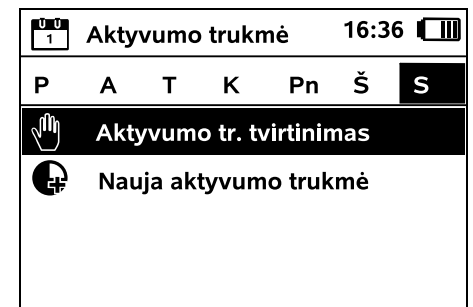 1 Aktyvumo trukmė 16:36
P A T K Pn Š S
Aktyvumo tr. tvirtinimas
Nauja aktyvumo trukmė